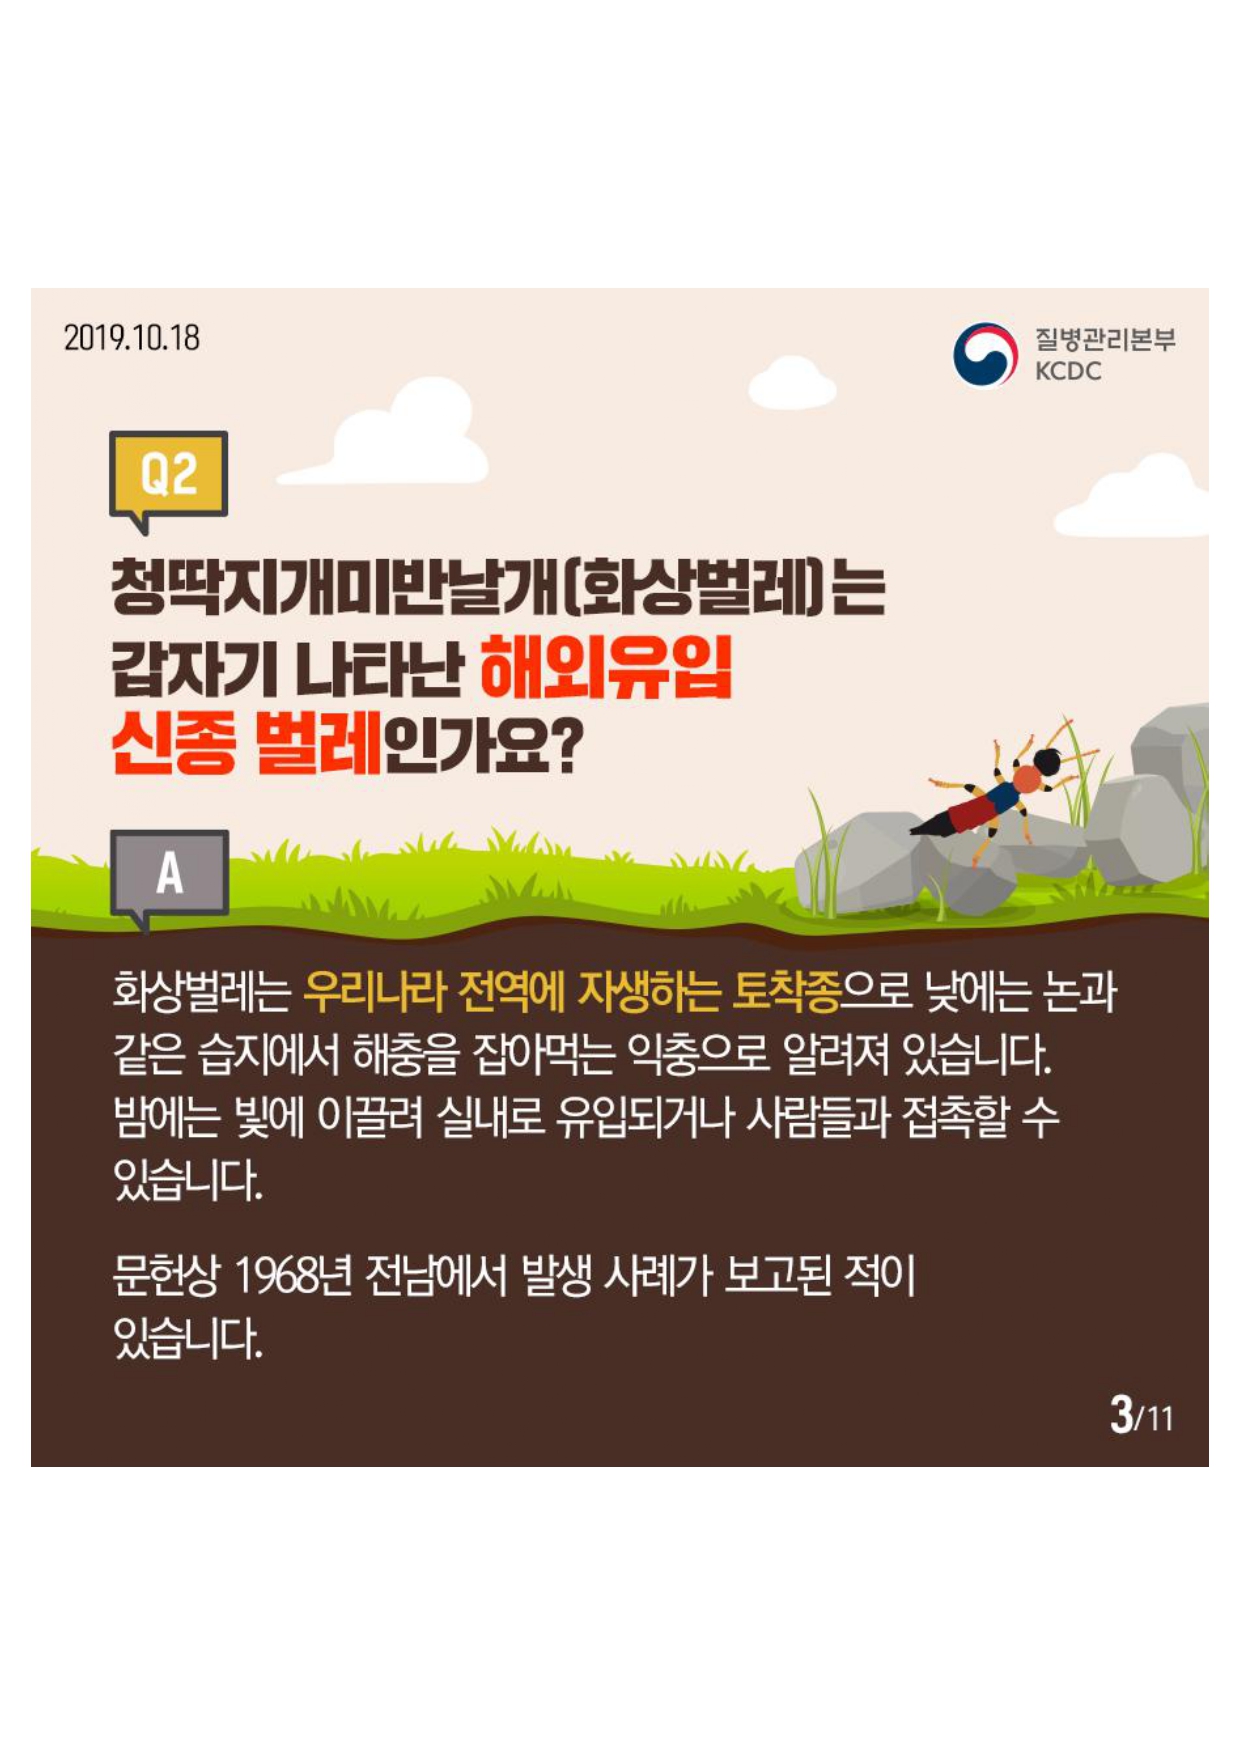 2019.10.18
질병관리본부
KCDC
Q2
청딱지개미반날개(화상벌레)는
갑자기 나타난 해외유입
신종 벌레인가요?
A
화상벌레는 우리나라 전역에 자생하는 토착종으로 낮에는 논과
같은 습지에서 해충을 잡아먹는 익충으로 알려져 있습니다.
밤에는 빛에 이끌려 실내로 유입되거나 사람들과 접촉할 수
있습니다.
문헌상 1968년 전남에서 발생 사례가 보고된 적이
있습니다.
3/11